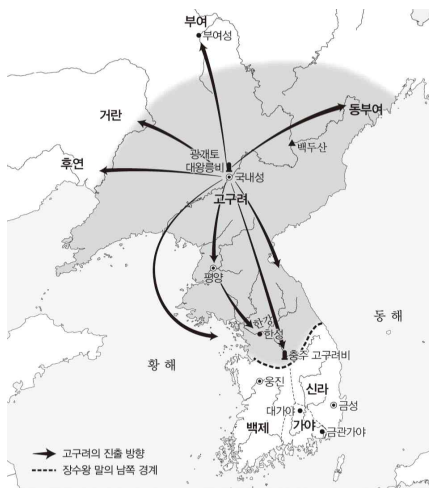 부여
부여성
거란
동부여
광개토
대왕릉비
백두산
후연
국내성
고구려
평양
한강
한성
동 해
충주 고구려비
황 해
신라
웅진
대가야
금성
백제
가야
금관가야
고구려의 진출 방향
장수왕 말의 남쪽 경계